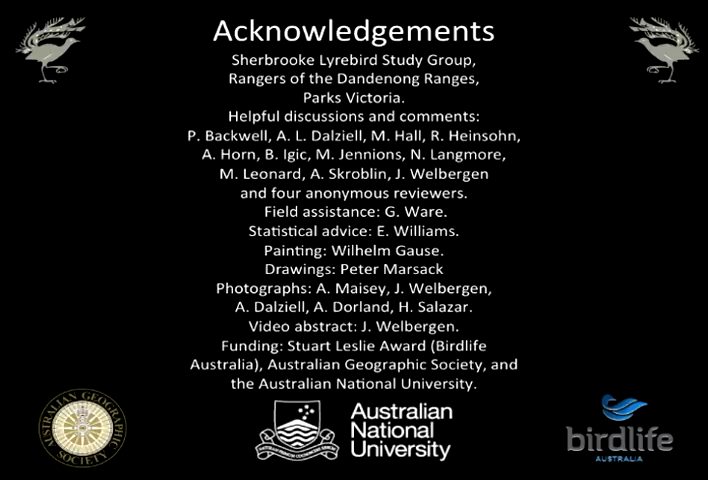 Acknowledgements
Sherbrooke Lyrebird Study Group,
Rangers of the Dandenong Ranges,
Parks Victoria.
Helpful discussions and comments:
P. Backwell, A. L. Dalziell, M. Hall, R. Heinsohn,
A. Horn, B. Igic, M. Jennions, N. Langmore,
M. Leonard, A. Skroblin, J. Welbergen
and four anonymous reviewers.
Field assistance: G. Ware.
Statistical advice: E. Williams.
Painting: Wilhelm Gause.
Drawings: Peter Marsack
Photographs: A. Maisey, J. Welbergen,
A. Dalziell, A. Dorland, H. Salazar.
Video abstract: J. Welbergen.
Funding: Stuart Leslie Award (Birdlife
Australia), Australian Geographic Society, and
the Australian National University.
AUSTRALIAN GEOGRAPHIC SOCIETY
Australian
National
University
birdlife
AUSTRALIA